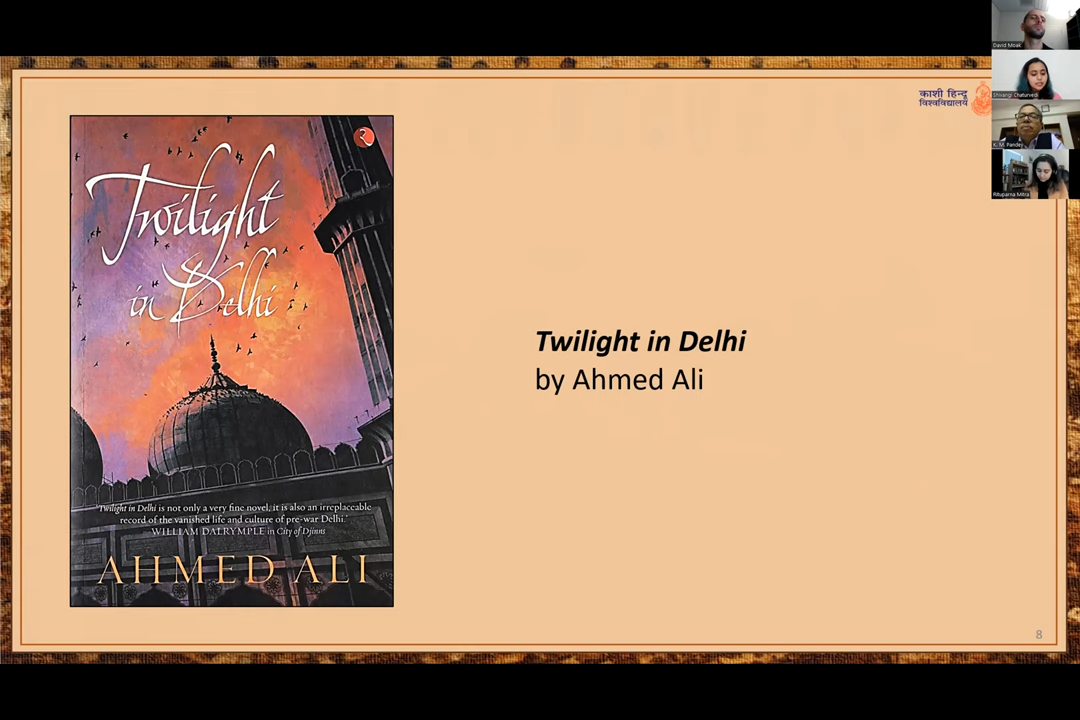 Twilight
in Delhi
'Twilight in Delhi is not only a very fine novel, it is also an irreplaceable
record of the vanished life and culture of pre-war Delhi.'
WILLIAM DALRYMPLE in City of Djinns
AHMED ALI
Twilight in Delhi
by Ahmed Ali
काशी हिन्दू
विश्वविद्यालय
David Moak
Shivangi Chaturvedi
K. M. Pandey
Rituparna Mitra
8